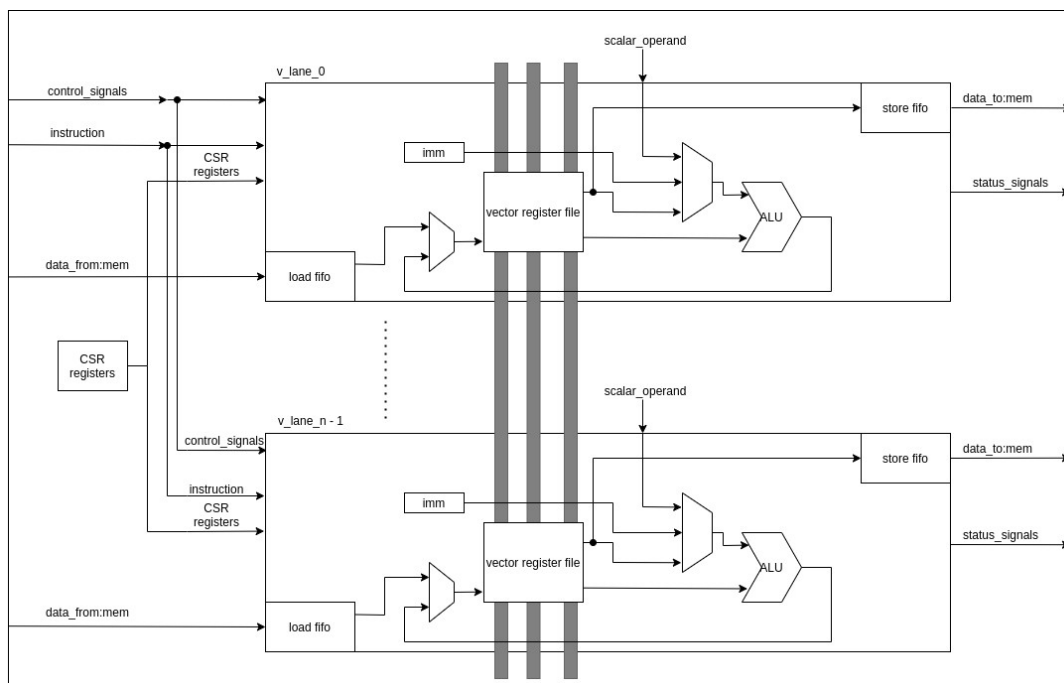 scalar_operand
v_lane_0
control_signals
store fifo
data_to:mem
instruction
imm
CSR
registers
status_signals
vector register file
ALU
data_from:mem
load fifo
CSR
registers
scalar_operand
v_lane_n - 1
control_signals
store fifo
data_to:mem
instruction
imm
CSR
registers
status_signals
vector register file
ALU
data_from:mem
load fifo